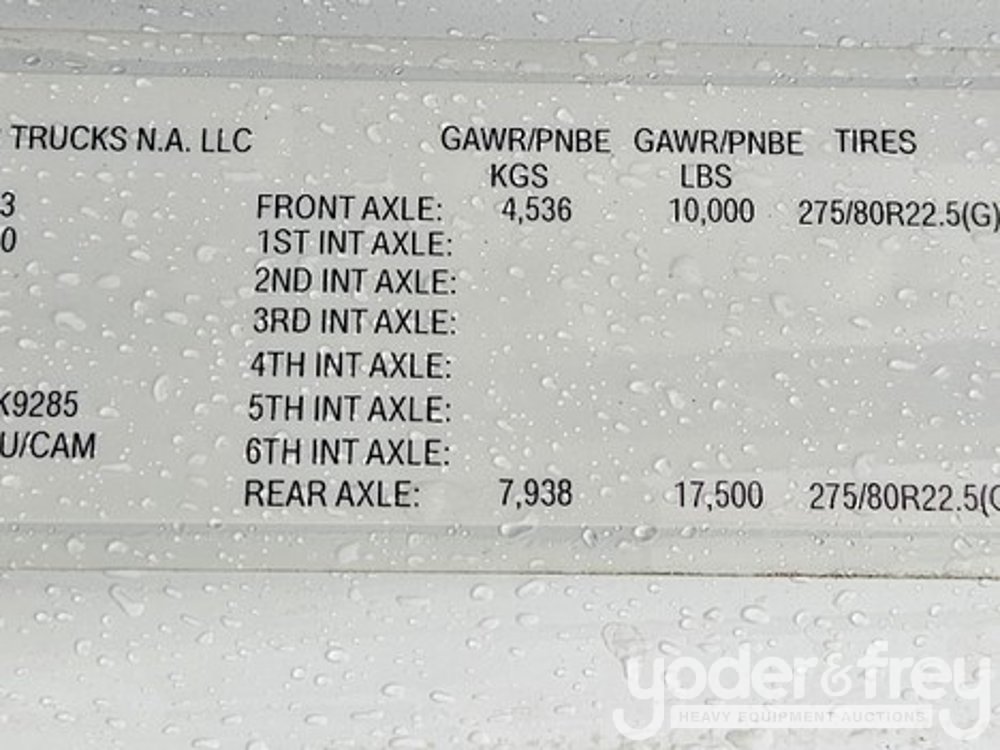 TRUCKS N.A. LLC GAWR/PNBE GAWR/PNBE TIRES
KGS LBS
3 FRONT AXLE: 4,536 10,000 275/80R22.5(G)
0 1ST INT AXLE:
2ND INT AXLE:
3RD INT AXLE:
4TH INT AXLE:
K9285 5TH INT AXLE:
U/CAM 6TH INT AXLE:
REAR AXLE: 7,938 17,500 275/80R22.5(
yoder&frey
HEAVY EQUIPMENT AUCTIONS